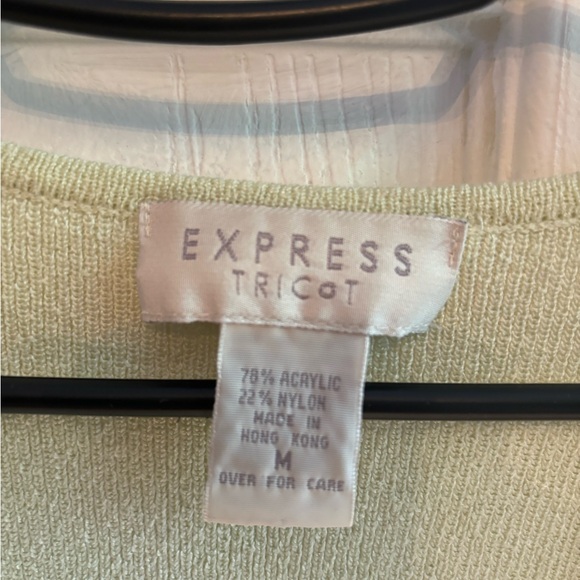 EXPRESS
TRICOT
78% ACRYLIC
22% NYLON
MADE IN
HONG KONG
M
OVER FOR CARE